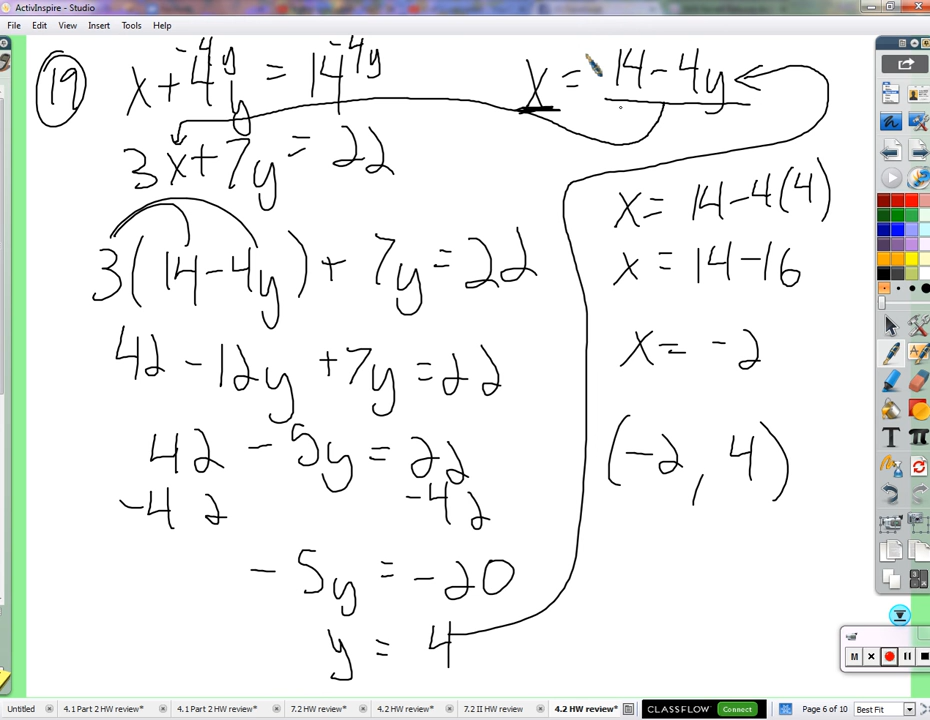 ActivInspire - Studio
File Edit View Insert Tools Help
19
-4y -4y
x + 4y = 14
x = 14 - 4y
3x + 7y = 22
3(14 - 4y) + 7y = 22
42 - 12y + 7y = 22
42 - 5y = 22
-42 -42
- 5y = -20
y = 4
x = 14 - 4(4)
x = 14 - 16
x = -2
(-2, 4)
M
Untitled 4.1 Part 2 HW review* 4.1 Part 2 HW review* 7.2 HW review* 4.2 HW review* 7.2 II HW review 4.2 HW review* CLASSFLOW Connect Page 6 of 10 Best Fit